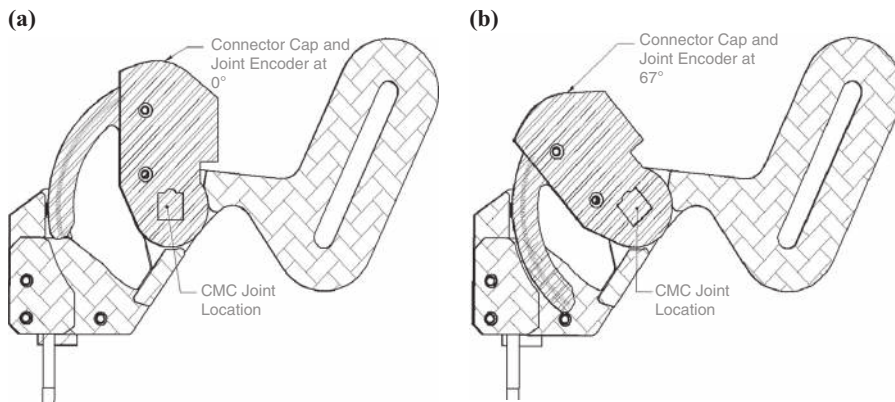 (a)
Connector Cap and
Joint Encoder at
0°
CMC Joint
Location
(b)
Connector Cap and
Joint Encoder at
67°
CMC Joint
Location